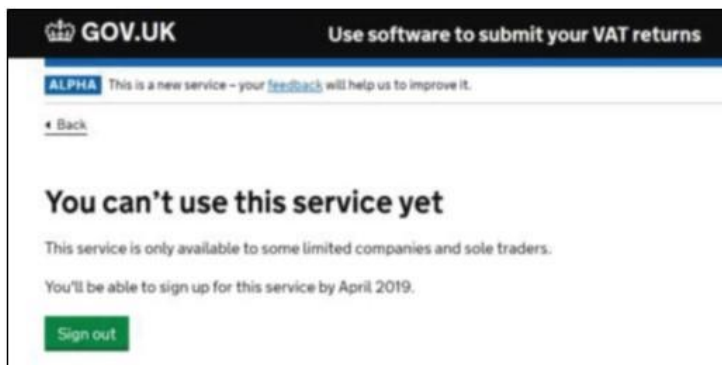 GOV.UK Use software to submit your VAT returns
ALPHA This is a new service – your feedback will help us to improve it.
Back
You can't use this service yet
This service is only available to some limited companies and sole traders.
You'll be able to sign up for this service by April 2019.
Sign out